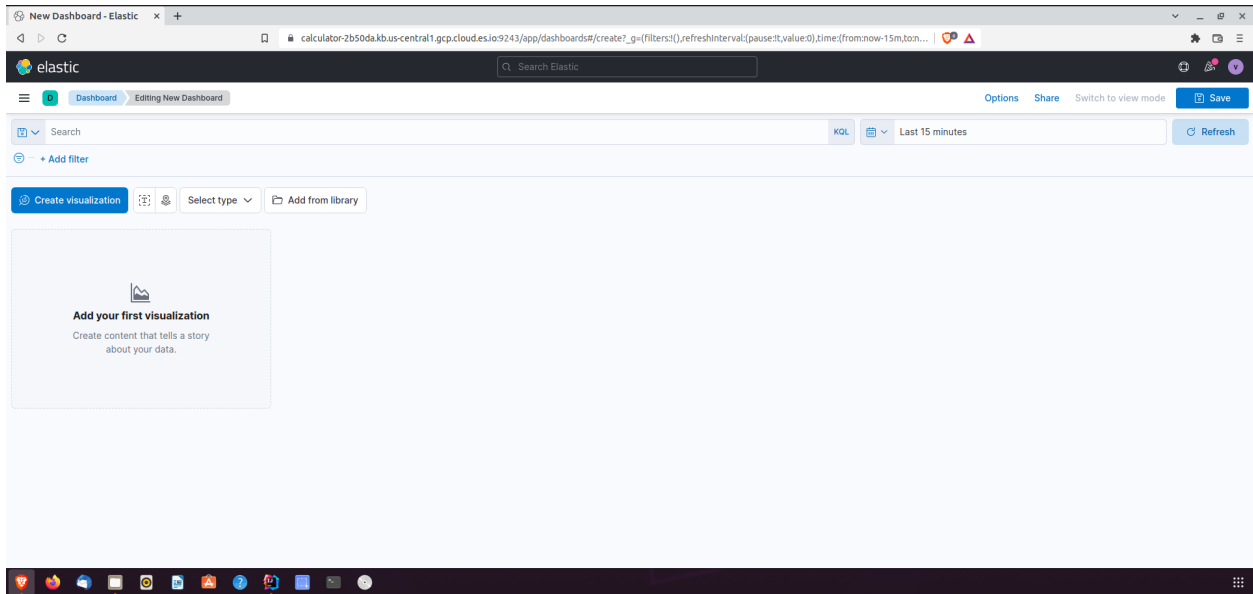 New Dashboard - Elastic
calculator-2b50da.kb.us-central1.gcp.cloud.es.io:9243/app/dashboards#/create?_g=(filters:!(),refreshInterval:(pause:!t,value:0),time:(from:now-15m,to:n...
elastic
Search Elastic
v
D
Dashboard
Editing New Dashboard
Options
Share
Switch to view mode
Save
Search
KQL
Last 15 minutes
Refresh
+ Add filter
Create visualization
Select type
Add from library
Add your first visualization
Create content that tells a story
about your data.